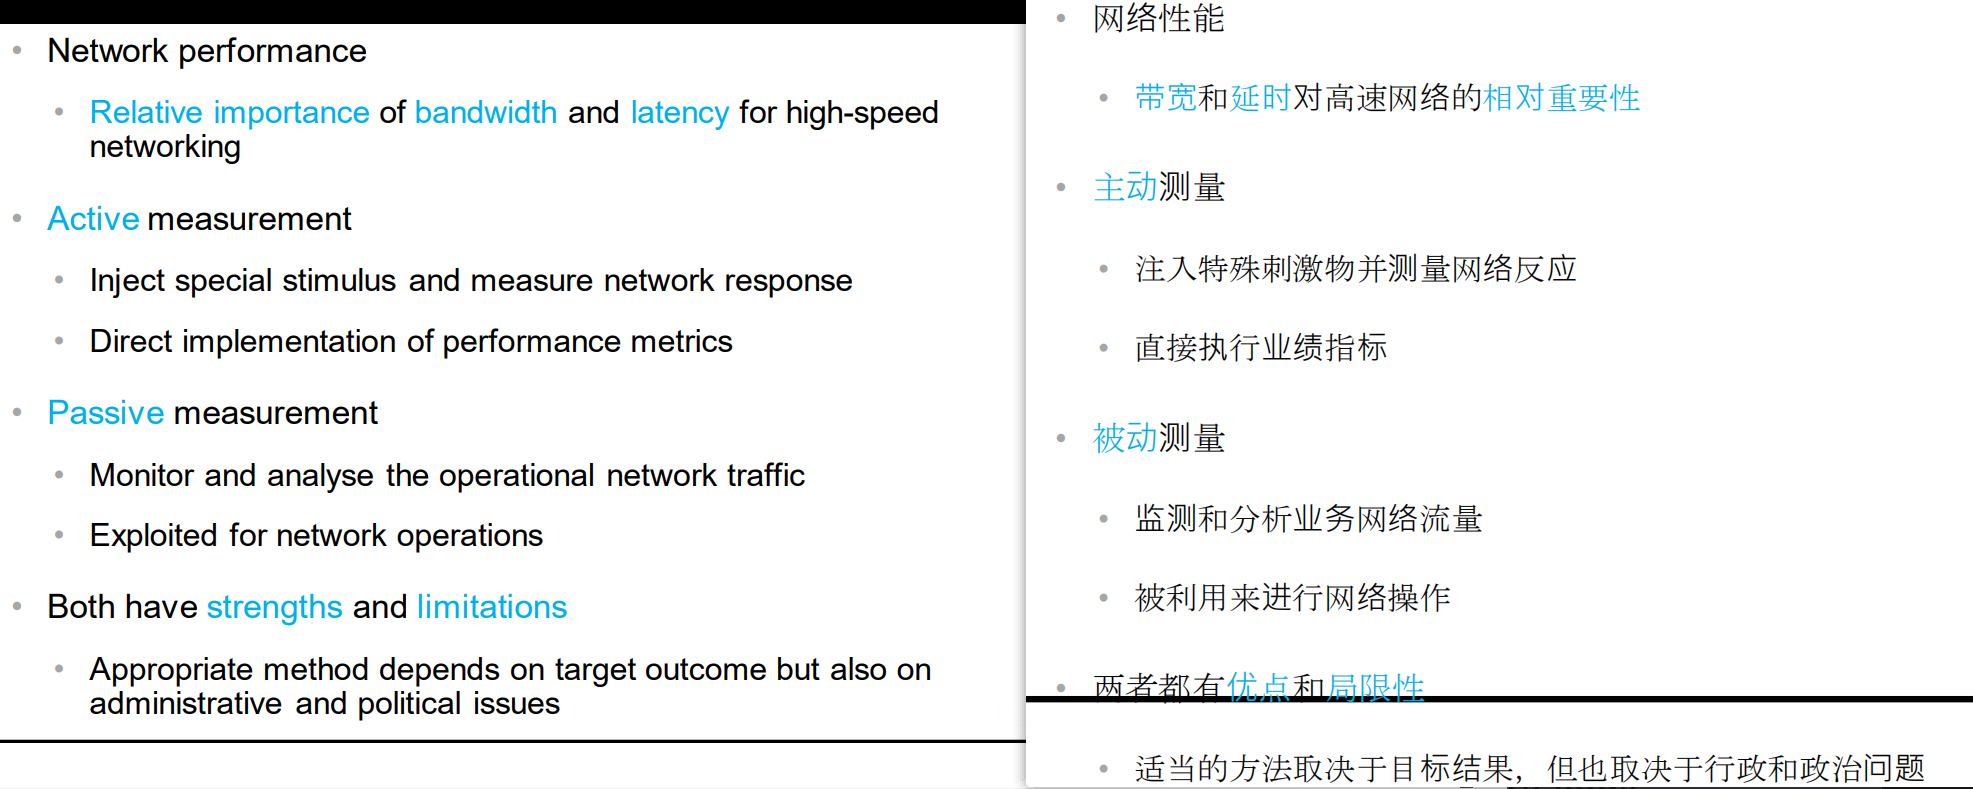 • Network performance
• Relative importance of bandwidth and latency for high-speed
networking
• Active measurement
• Inject special stimulus and measure network response
• Direct implementation of performance metrics
• Passive measurement
• Monitor and analyse the operational network traffic
• Exploited for network operations
• Both have strengths and limitations
• Appropriate method depends on target outcome but also on
administrative and political issues
• 网络性能
• 带宽和延时对高速网络的相对重要性
• 主动测量
• 注入特殊刺激物并测量网络反应
• 直接执行业绩指标
• 被动测量
• 监测和分析业务网络流量
• 被利用来进行网络操作
• 两者都有优点和局限性
• 适当的方法取决于目标结果，但也取决于行政和政治问题